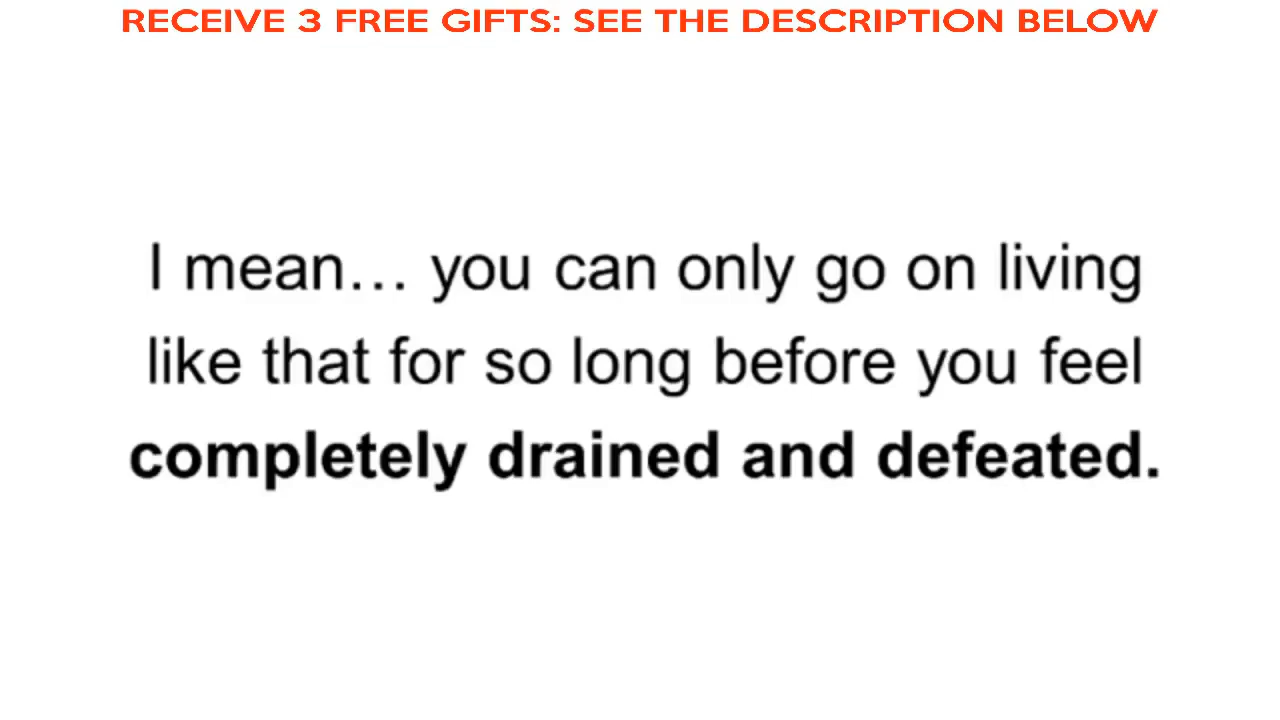 RECEIVE 3 FREE GIFTS: SEE THE DESCRIPTION BELOW
I mean… you can only go on living
like that for so long before you feel
completely drained and defeated.